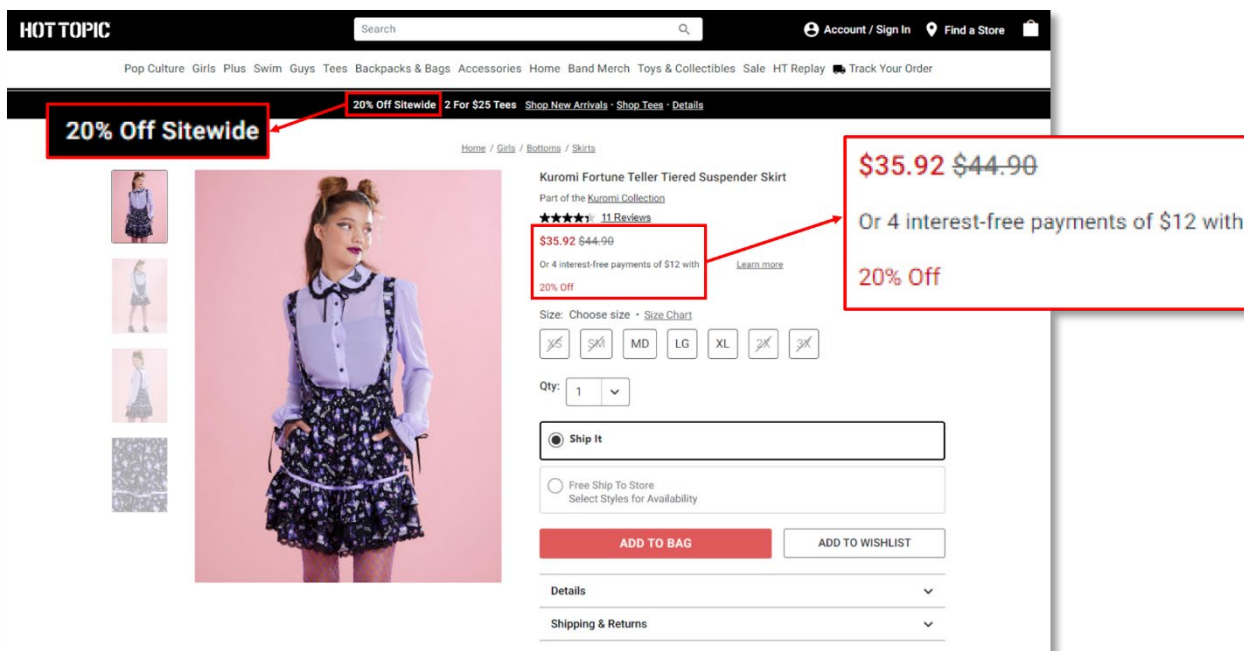 HOT TOPIC
Search
Account / Sign In
Find a Store
Pop Culture Girls Plus Swim Guys Tees Backpacks & Bags Accessories Home Band Merch Toys & Collectibles Sale HT Replay Track Your Order
20% Off Sitewide 2 For $25 Tees Shop New Arrivals · Shop Tees · Details
20% Off Sitewide
Home / Girls / Bottoms / Skirts
Kuromi Fortune Teller Tiered Suspender Skirt
Part of the Kuromi Collection
11 Reviews
$35.92 $44.90
Or 4 interest-free payments of $12 with Learn more
20% Off
$35.92 $44.90
Or 4 interest-free payments of $12 with
20% Off
Size: Choose size • Size Chart
XS SM MD LG XL 2X 3X
Qty: 1
Ship It
Free Ship To Store
Select Styles for Availability
ADD TO BAG
ADD TO WISHLIST
Details
Shipping & Returns